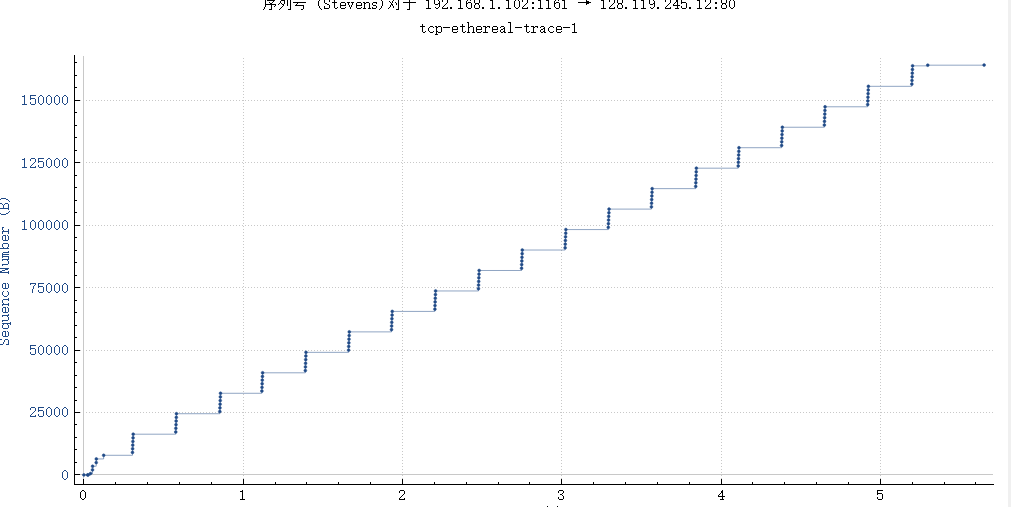 序列号 (Stevens)对于 192.168.1.102:1161 → 128.119.245.12:80
tcp-ethereal-trace-1
Sequence Number (B)
150000
125000
100000
75000
50000
25000
0
0 1 2 3 4 5